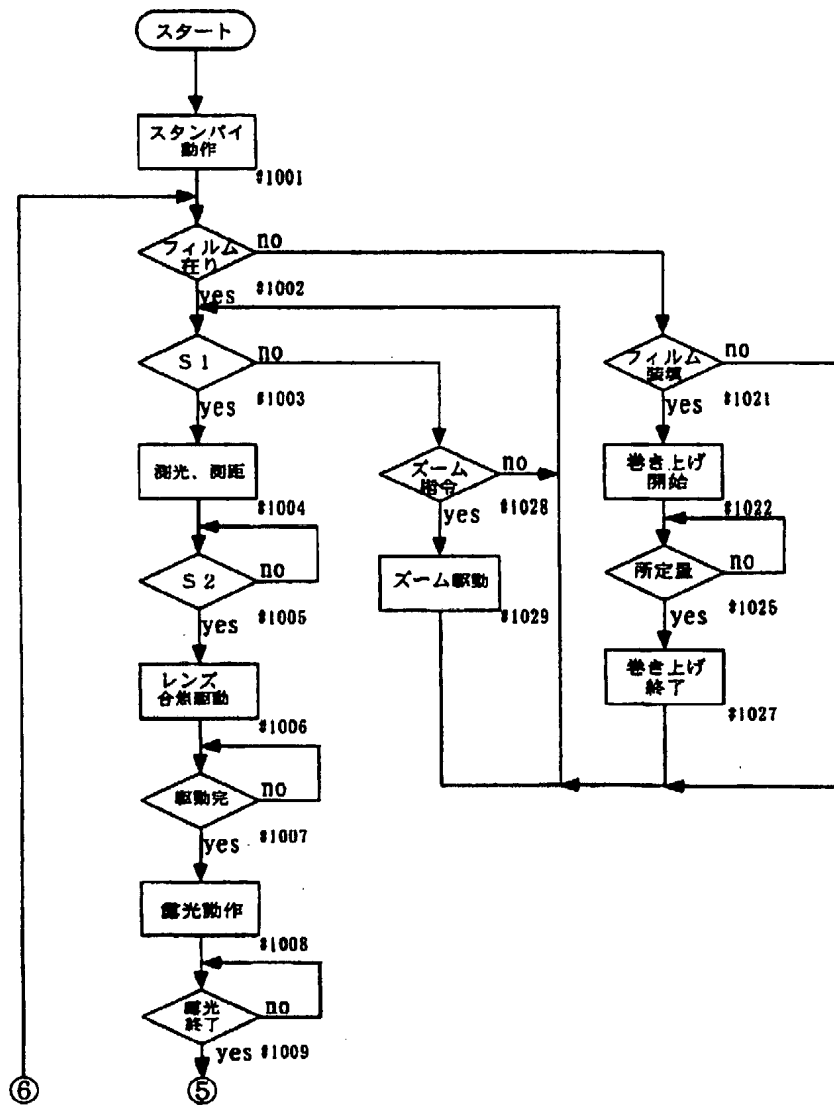 スタート
スタンバイ
動作
#1001
フィルム
在り
no
yes
#1002
S1
no
yes
#1003
フィルム
装填
no
yes
#1021
測光、測距
#1004
ズーム
指令
no
yes
#1028
巻き上げ
開始
#1022
S2
no
yes
#1005
ズーム駆動
#1029
所定量
no
yes
#1025
レンズ
合焦駆動
#1006
巻き上げ
終了
#1027
駆動完
no
yes
#1007
露光動作
#1008
露光
終了
no
yes
#1009
⑥
⑤